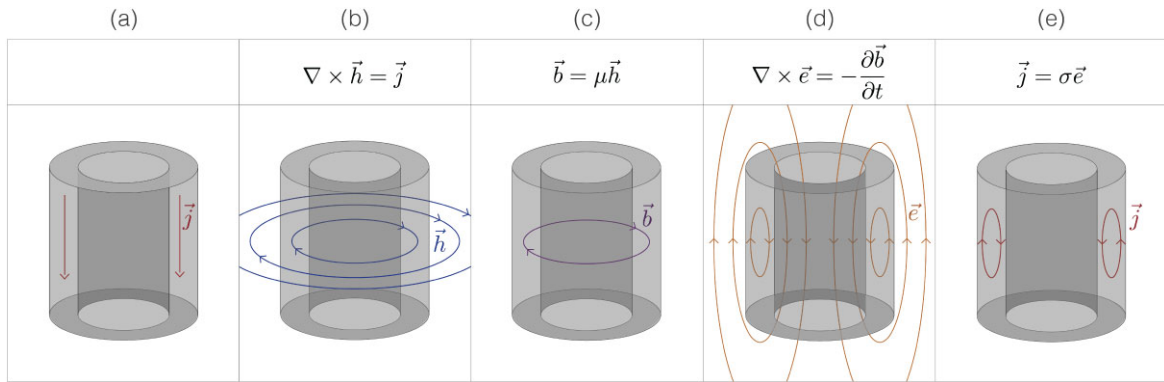 (a) (b) (c) (d) (e)
∇ × h⃗ = j⃗
b⃗ = μh⃗
∇ × e⃗ = −∂b⃗/∂t
j⃗ = σe⃗
j⃗
h⃗
b⃗
e⃗
j⃗